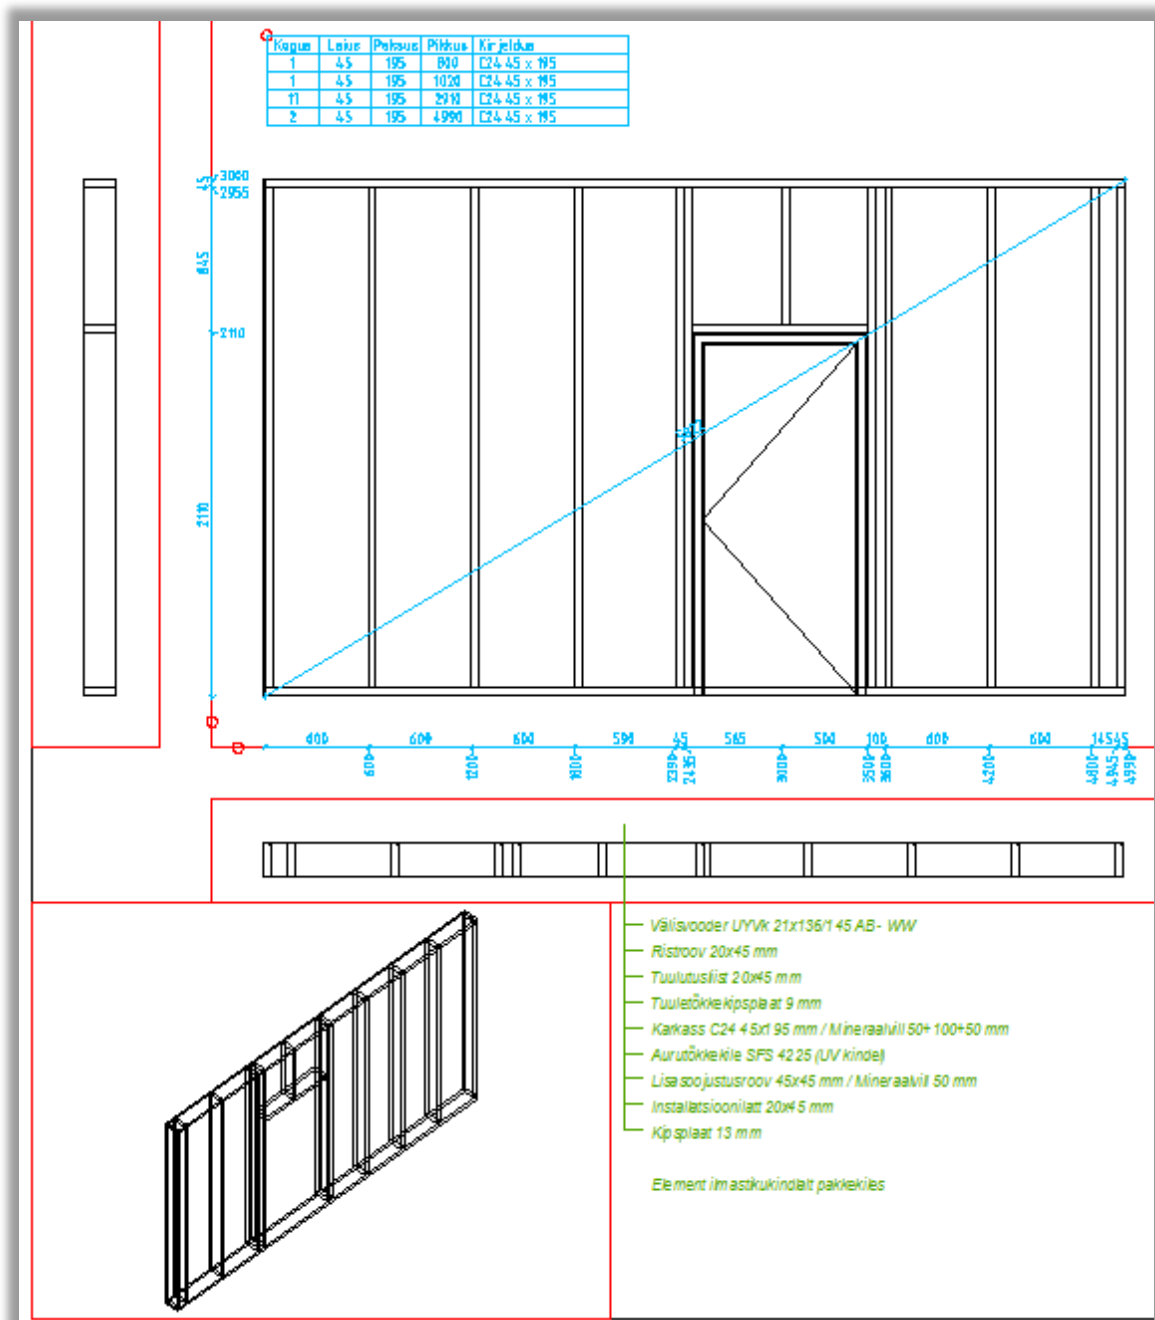 Kogus Laius Paksus Pikkus Kirjeldus
1 45 195 800 C24 45 x 195
1 45 195 1020 C24 45 x 195
11 45 195 2910 C24 45 x 195
2 45 195 4990 C24 45 x 195
3000
45
2955
845
2110
2110
600 600 600 590 45 565 500 100 600 600 145 45
600 1200 1800 2390 2435 3000 3500 3600 4200 4800 4945 4990
Välisvooder UYVk 21x136/145 AB- WW
Ristroov 20x45 mm
Tuulutusliist 20x45 mm
Tuuletõkkekipsplaat 9 mm
Karkass C24 45x195 mm / Mineraalvill 50+100+50 mm
Aurutõkkekile SFS 4225 (UV kindel)
Lisasoojustusroov 45x45 mm / Mineraalvill 50 mm
Installatsioonilatt 20x45 mm
Kipsplaat 13 mm
Element ilmastikukindlalt pakkekiles